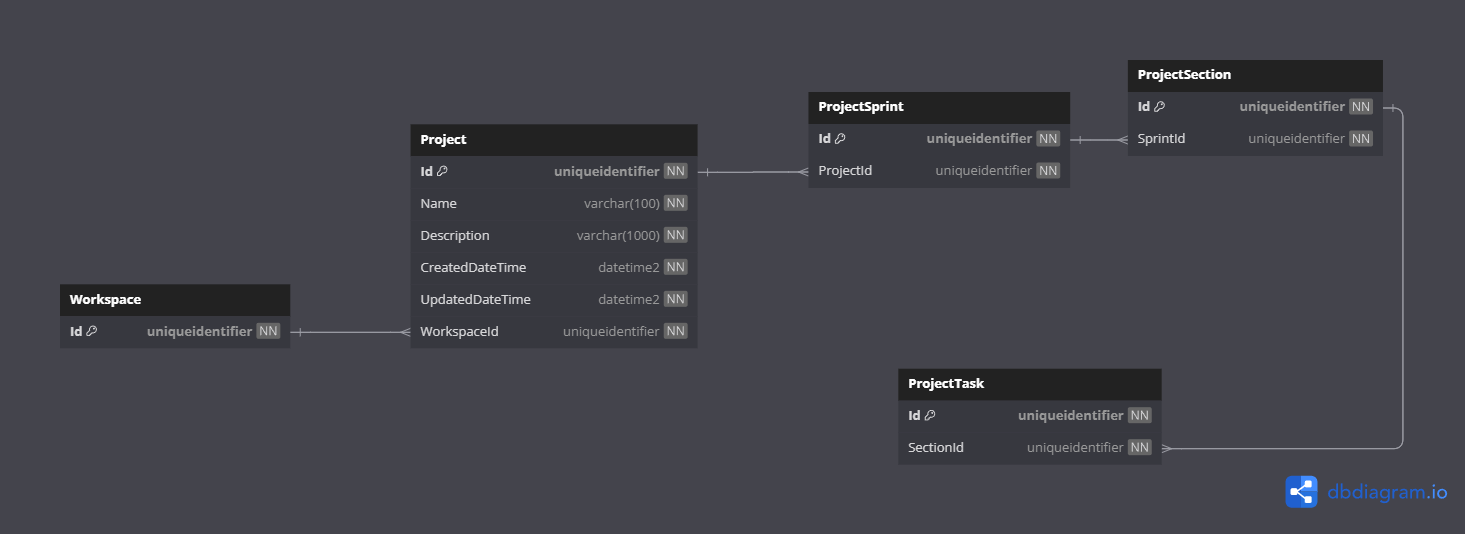 Workspace
Id uniqueidentifier NN
Project
Id uniqueidentifier NN
Name varchar(100) NN
Description varchar(1000) NN
CreatedDateTime datetime2 NN
UpdatedDateTime datetime2 NN
WorkspaceId uniqueidentifier NN
ProjectSprint
Id uniqueidentifier NN
ProjectId uniqueidentifier NN
ProjectSection
Id uniqueidentifier NN
SprintId uniqueidentifier NN
ProjectTask
Id uniqueidentifier NN
SectionId uniqueidentifier NN
dbdiagram.io